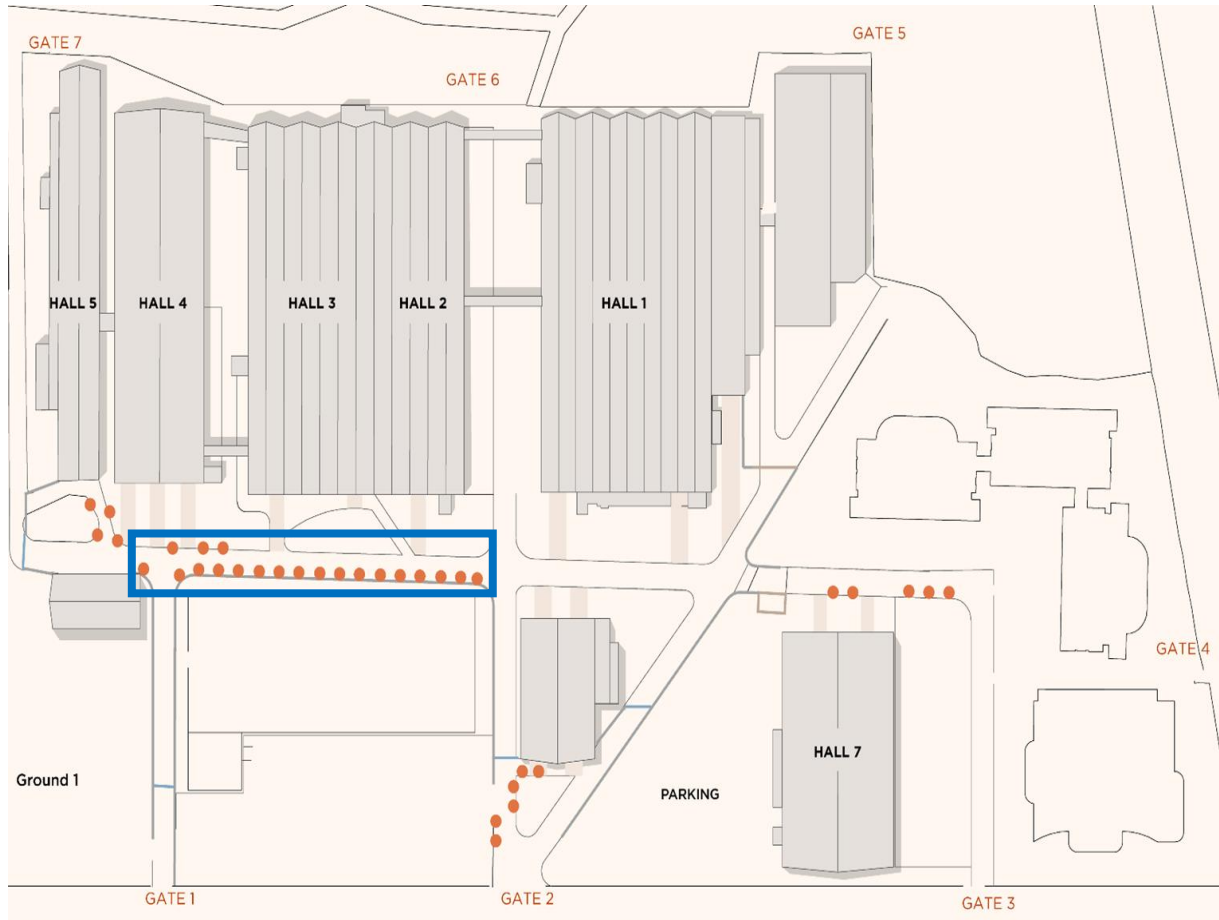 GATE 7
GATE 5
GATE 6
HALL 5
HALL 4
HALL 3
HALL 2
HALL 1
GATE 4
HALL 7
Ground 1
PARKING
GATE 1
GATE 2
GATE 3